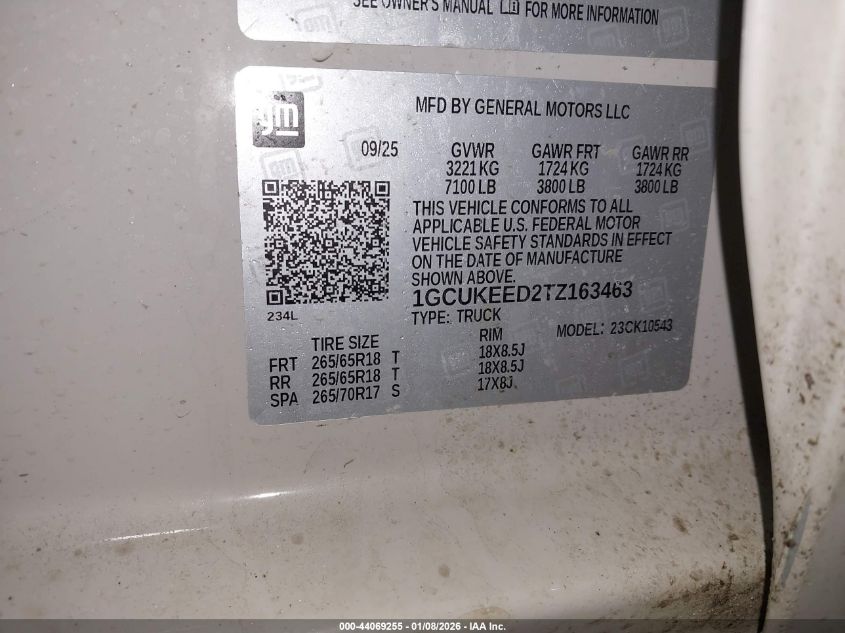 SEE OWNER'S MANUAL FOR MORE INFORMATION
gm
MFD BY GENERAL MOTORS LLC
09/25 GVWR GAWR FRT GAWR RR
3221 KG 1724 KG 1724 KG
7100 LB 3800 LB 3800 LB
THIS VEHICLE CONFORMS TO ALL
APPLICABLE U.S. FEDERAL MOTOR
VEHICLE SAFETY STANDARDS IN EFFECT
ON THE DATE OF MANUFACTURE
SHOWN ABOVE.
1GCUKEED2TZ163463
234L
TYPE: TRUCK MODEL: 23CK10543
TIRE SIZE RIM
FRT 265/65R18 T 18X8.5J
RR 265/65R18 T 18X8.5J
SPA 265/70R17 S 17X8J
000-44069255 - 01/08/2026 - IAA Inc.